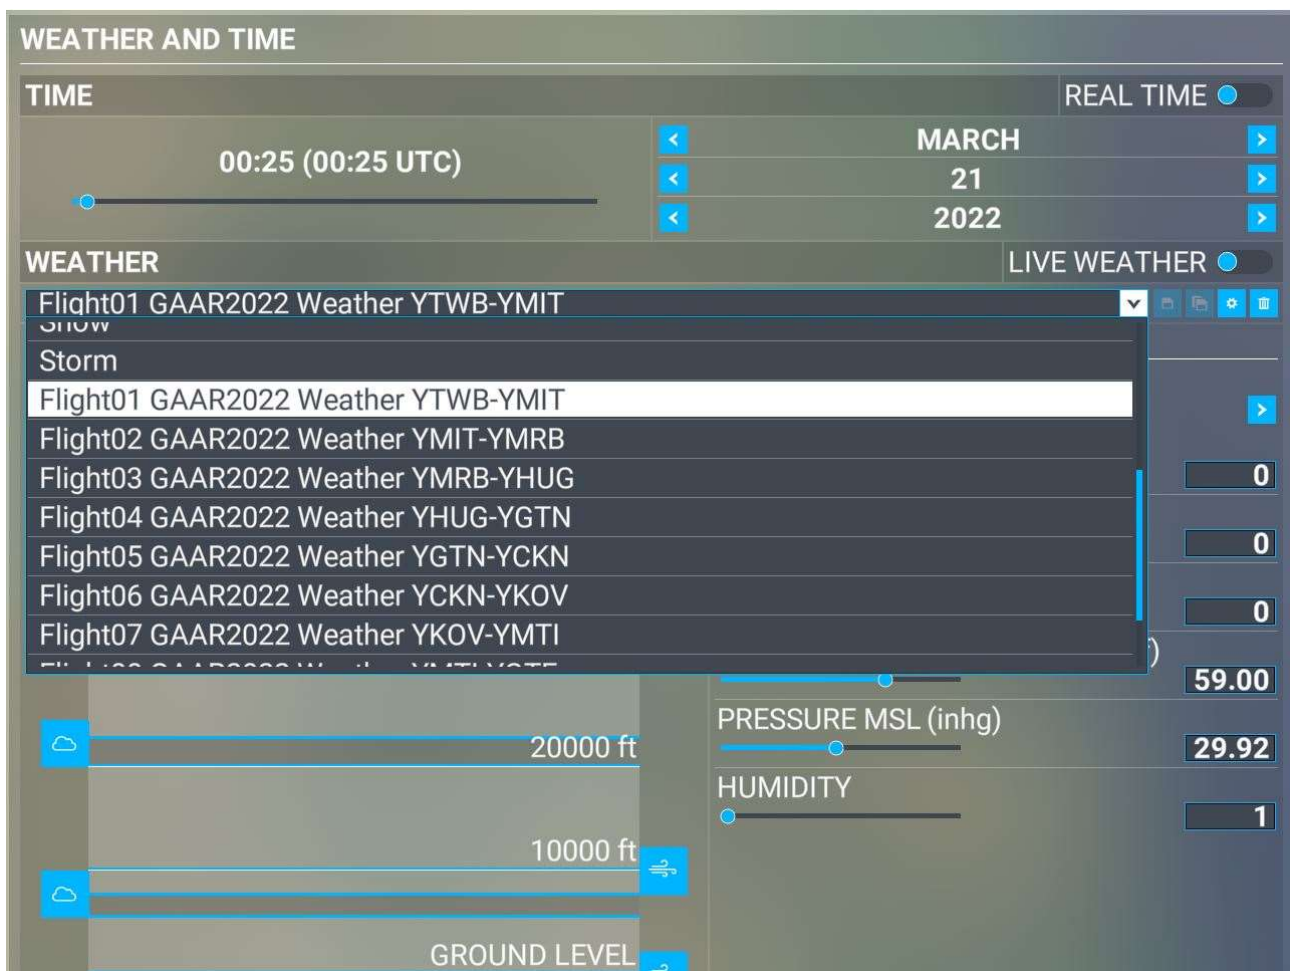 WEATHER AND TIME
TIME
REAL TIME
00:25 (00:25 UTC)
MARCH
21
2022
WEATHER
LIVE WEATHER
Flight01 GAAR2022 Weather YTWB-YMIT
Snow
Storm
Flight01 GAAR2022 Weather YTWB-YMIT
Flight02 GAAR2022 Weather YMIT-YMRB
Flight03 GAAR2022 Weather YMRB-YHUG
Flight04 GAAR2022 Weather YHUG-YGTN
Flight05 GAAR2022 Weather YGTN-YCKN
Flight06 GAAR2022 Weather YCKN-YKOV
Flight07 GAAR2022 Weather YKOV-YMTI
0
0
0
59.00
PRESSURE MSL (inhg)
29.92
HUMIDITY
1
20000 ft
10000 ft
GROUND LEVEL